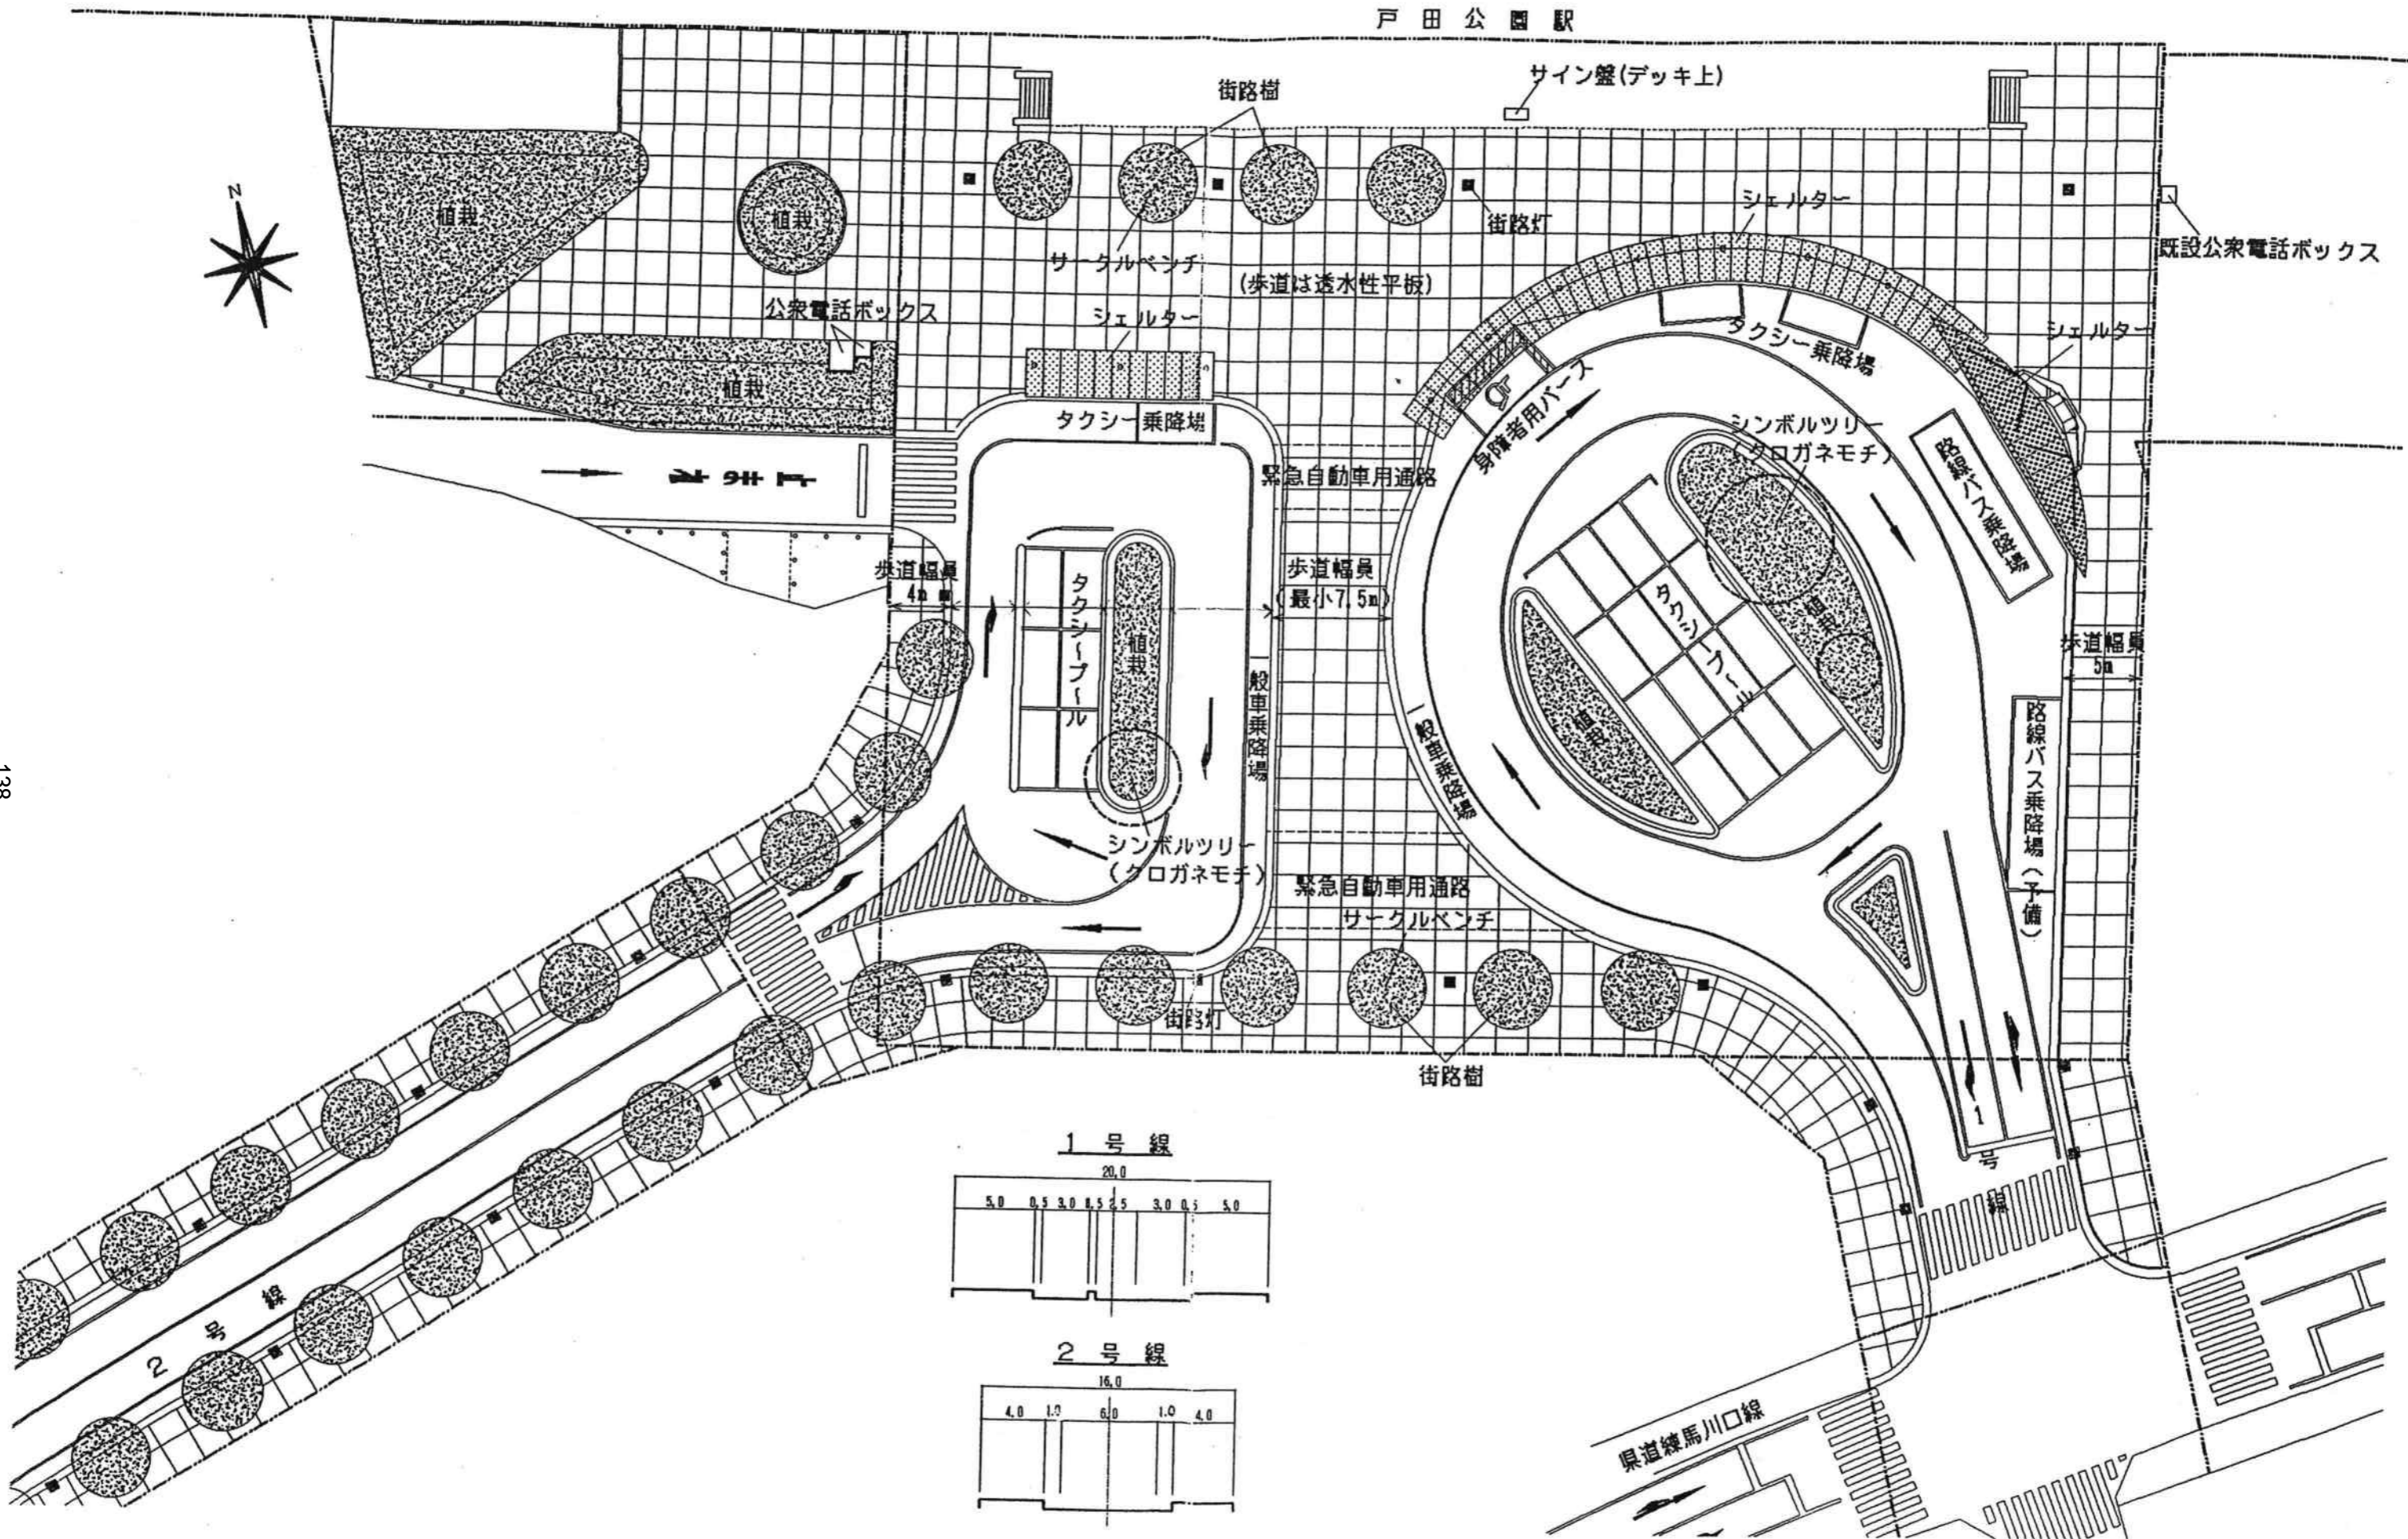 戸田公園駅
サイン盤(デッキ上)
街路樹
N
植栽
植栽
サークルベンチ
街路灯
シェルター
既設公衆電話ボックス
(歩道は透水性平板)
公衆電話ボックス
シェルター
タクシー乗降場
シェルター
植栽
タクシー乗降場
身障者用バース
シンボルツリー
(クロガネモチ)
路線バス乗降場
緊急自動車用通路
止まれ
歩道幅員
4m
歩道幅員
(最小7.5m)
タクシープール
植栽
タクシープール
植栽
植栽
歩道幅員
5m
一般車乗降場
一般車乗降場
路線バス乗降場(予備)
シンボルツリー
(クロガネモチ)
緊急自動車用通路
サークルベンチ
街路灯
街路樹
1号線
138
1号線
20.0
5.0 0.5 3.0 0.5 2.5 3.0 0.5 5.0
2号線
2号線
16.0
4.0 1.0 6.0 1.0 4.0
県道練馬川口線